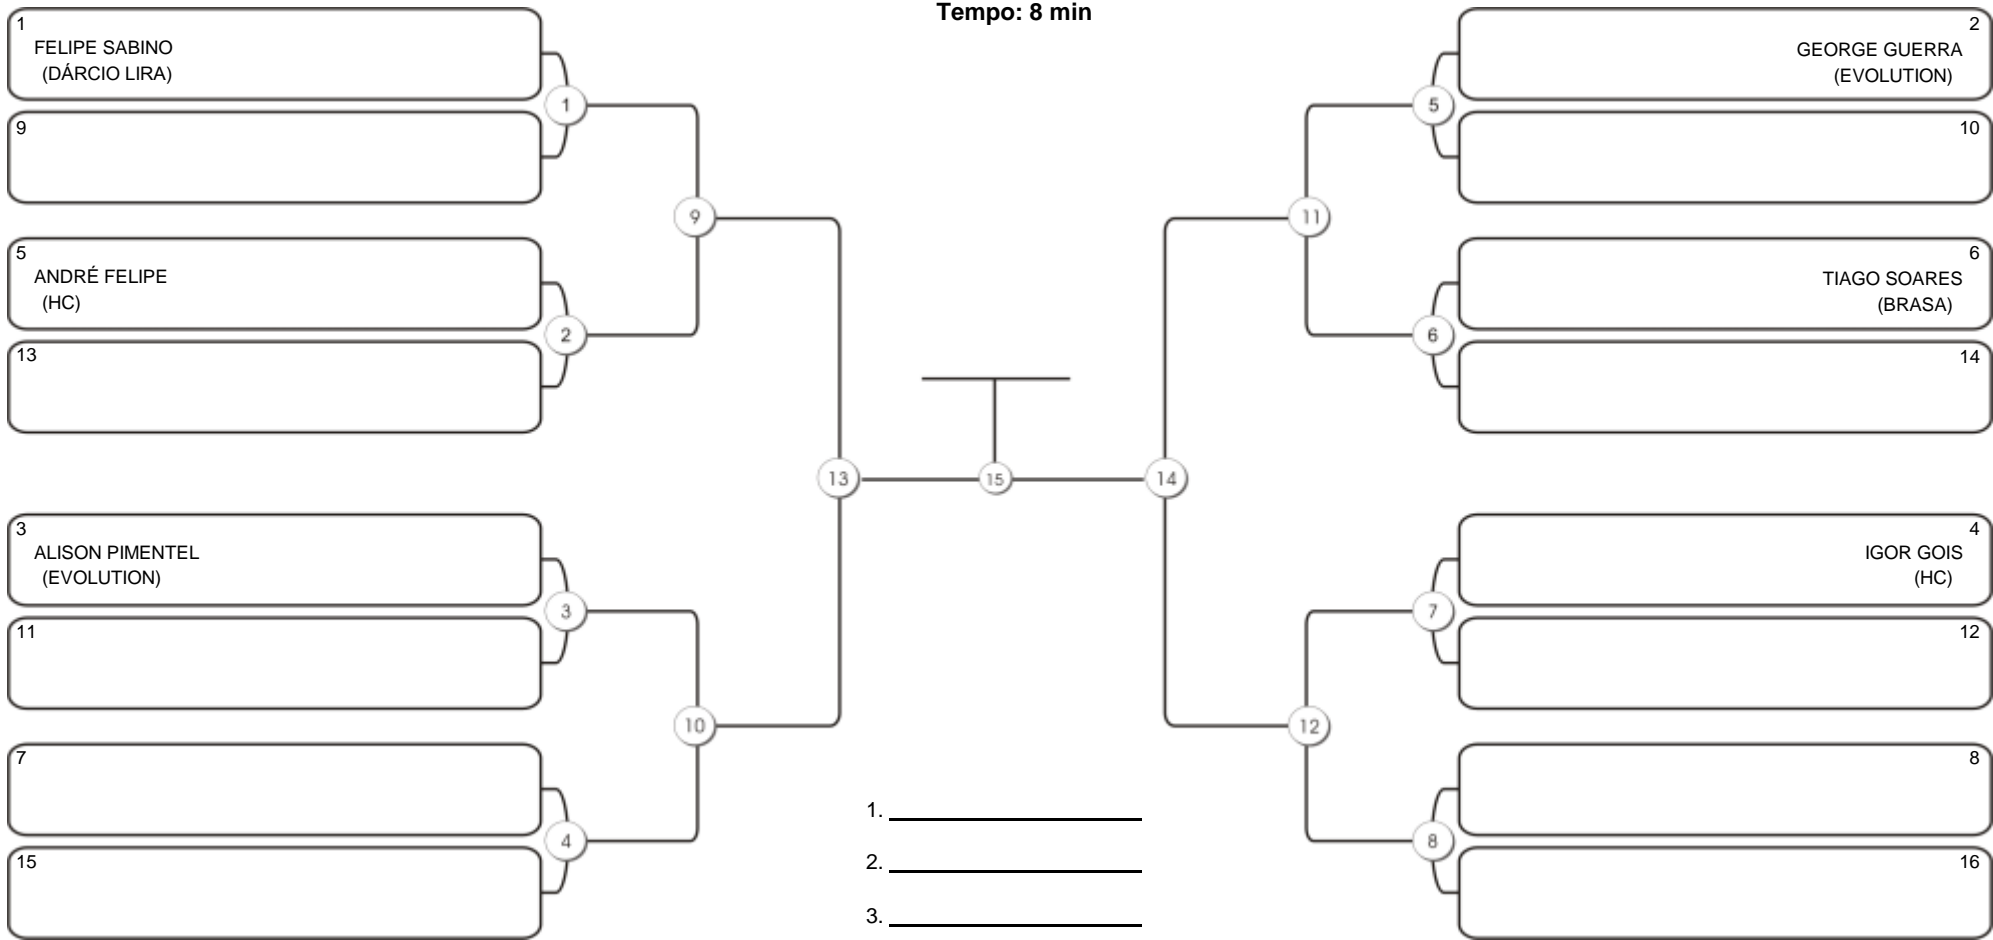 Tempo: 8 min
1
FELIPE SABINO
(DÁRCIO LIRA)
9
5
ANDRÉ FELIPE
(HC)
13
3
ALISON PIMENTEL
(EVOLUTION)
11
7
15
1
2
3
4
9
10
13
15
14
11
12
5
6
7
8
2
GEORGE GUERRA
(EVOLUTION)
10
6
TIAGO SOARES
(BRASA)
14
4
IGOR GOIS
(HC)
12
8
16
1.
2.
3.